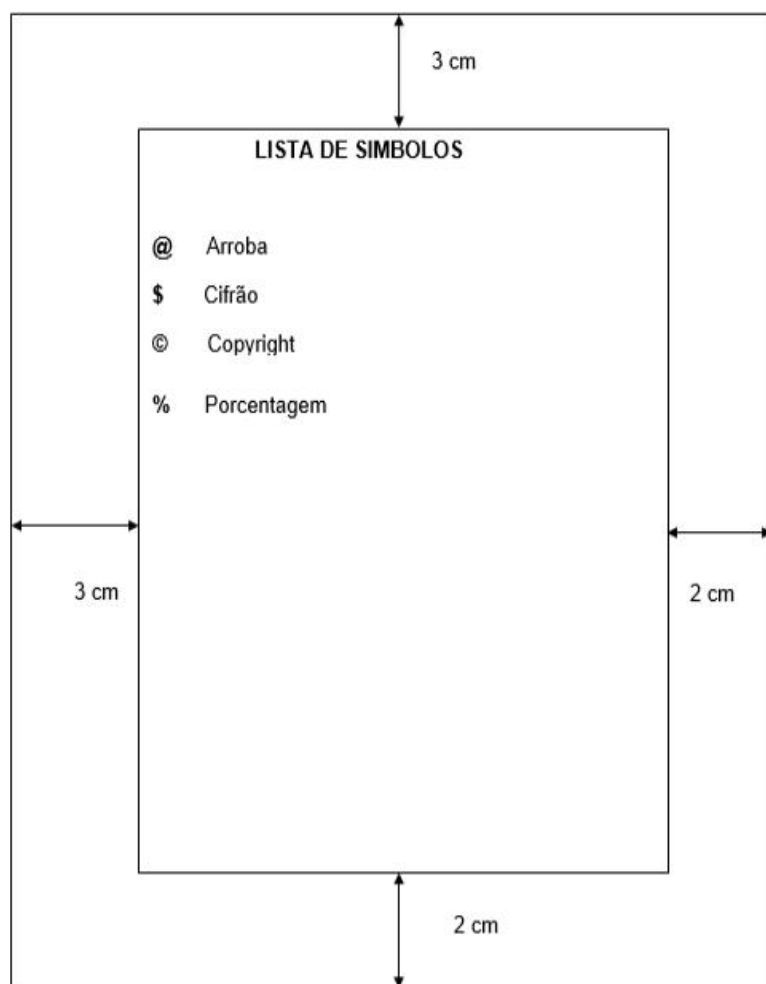 3 cm
LISTA DE SIMBOLOS
@ Arroba
$ Cifrão
© Copyright
% Porcentagem
3 cm
2 cm
2 cm